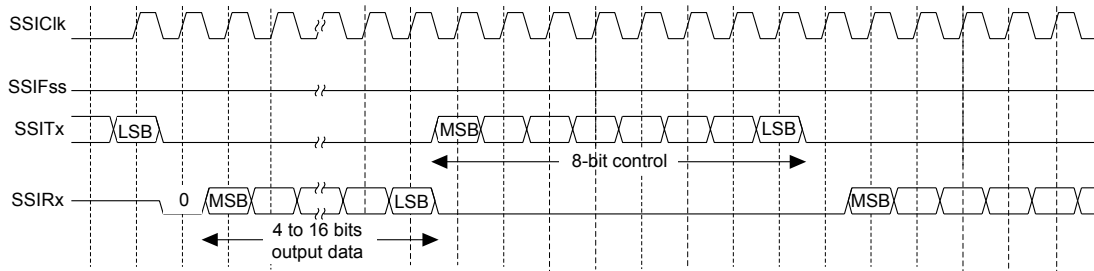 SSIClk
SSIFss
SSITx
LSB
MSB
LSB
8-bit control
SSIRx
0
MSB
LSB
MSB
4 to 16 bits
output data